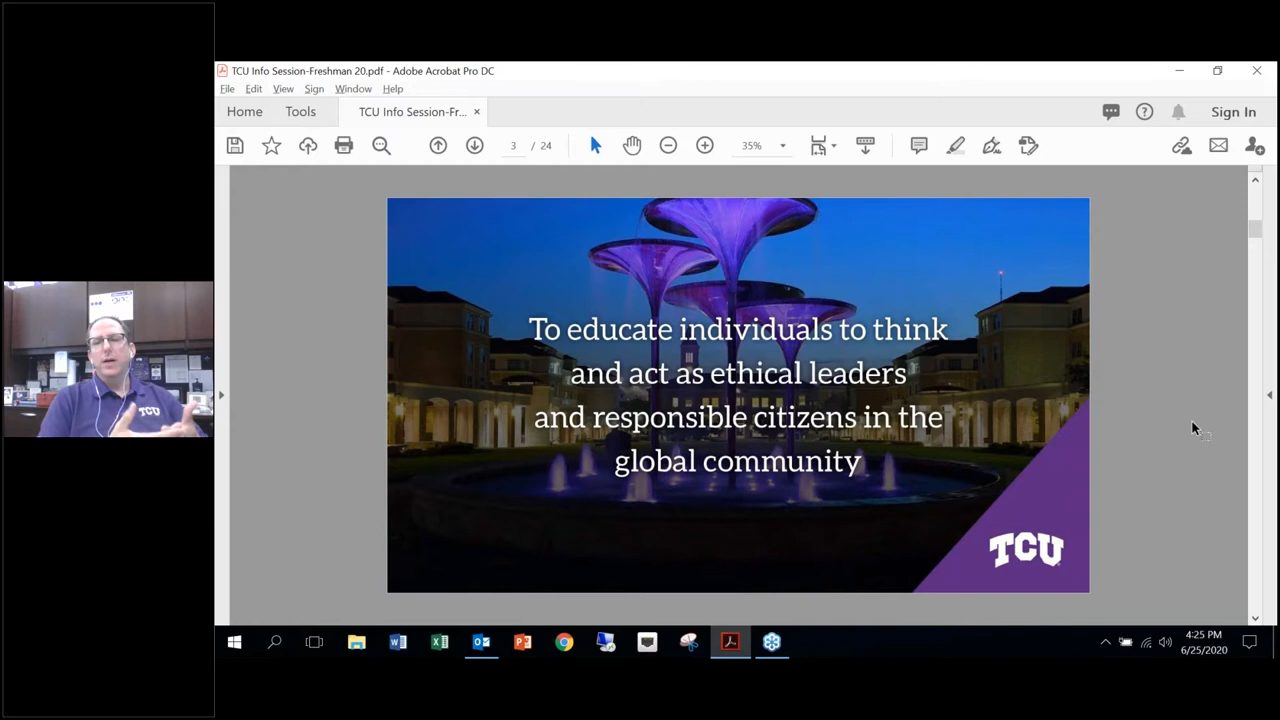 TCU Info Session-Freshman 20.pdf - Adobe Acrobat Pro DC
File Edit View Sign Window Help
Home Tools TCU Info Session-Fr... ×
Sign In
3 / 24
35%
To educate individuals to think
and act as ethical leaders
and responsible citizens in the
global community
TCU
TCU
4:25 PM
6/25/2020